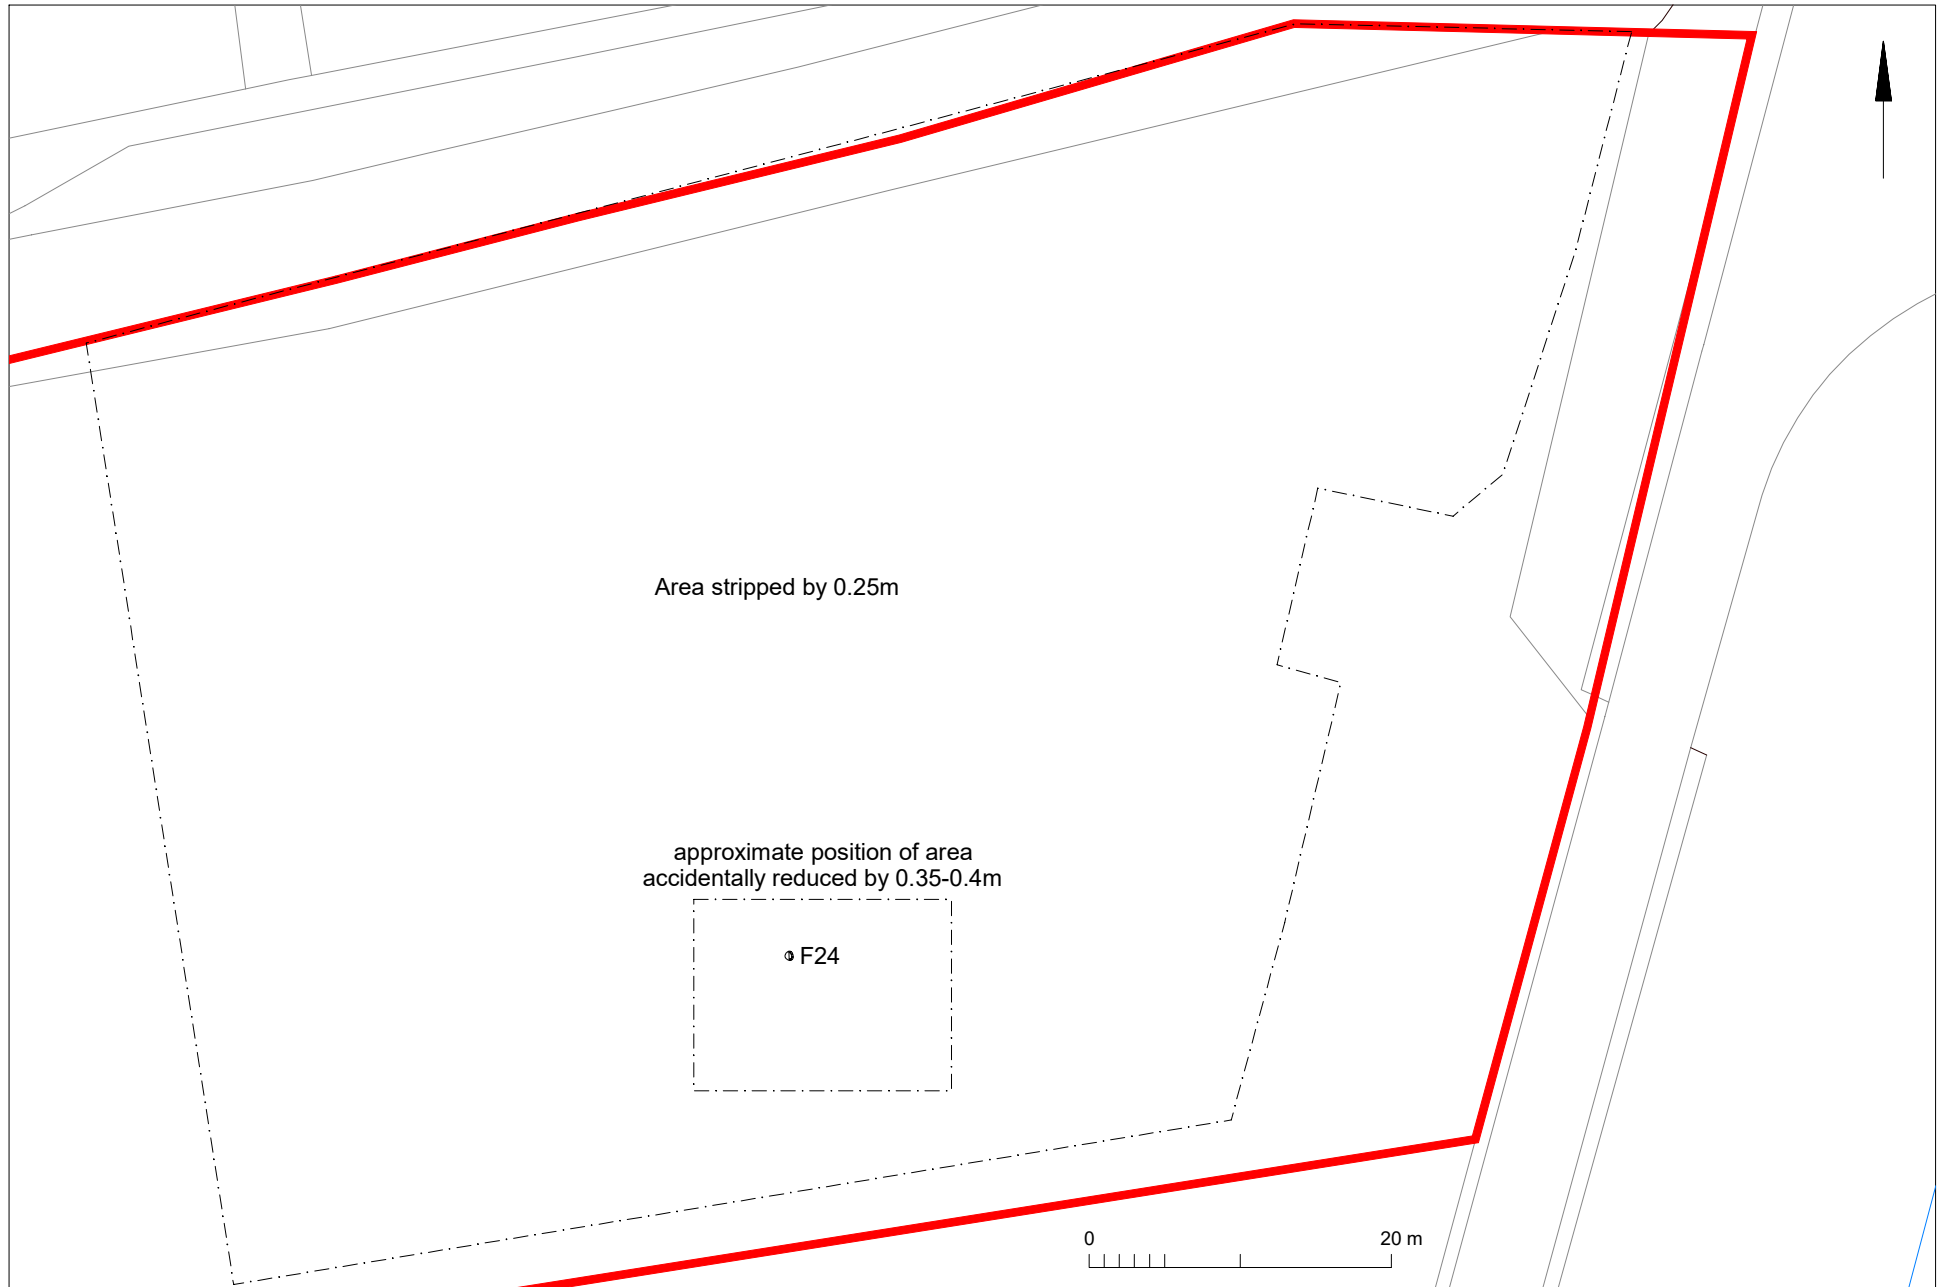 Area stripped by 0.25m
approximate position of area
accidentally reduced by 0.35-0.4m
F24
0 20 m